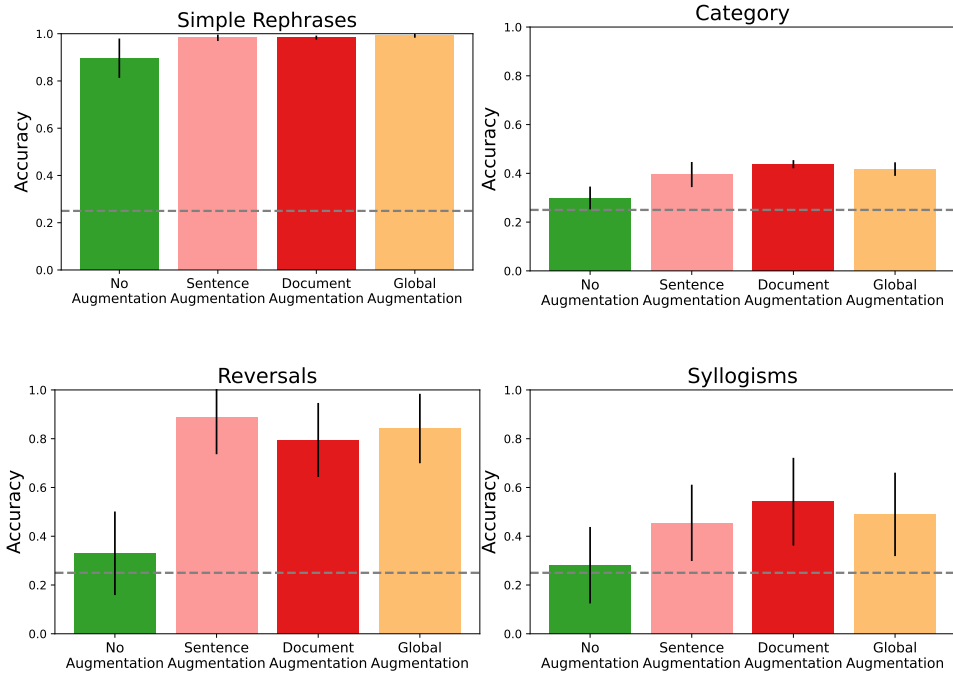 Simple Rephrases
Accuracy
1.0
0.8
0.6
0.4
0.2
0.0
No Augmentation
Sentence Augmentation
Document Augmentation
Global Augmentation
Category
Accuracy
1.0
0.8
0.6
0.4
0.2
0.0
No Augmentation
Sentence Augmentation
Document Augmentation
Global Augmentation
Reversals
Accuracy
1.0
0.8
0.6
0.4
0.2
0.0
No Augmentation
Sentence Augmentation
Document Augmentation
Global Augmentation
Syllogisms
Accuracy
1.0
0.8
0.6
0.4
0.2
0.0
No Augmentation
Sentence Augmentation
Document Augmentation
Global Augmentation